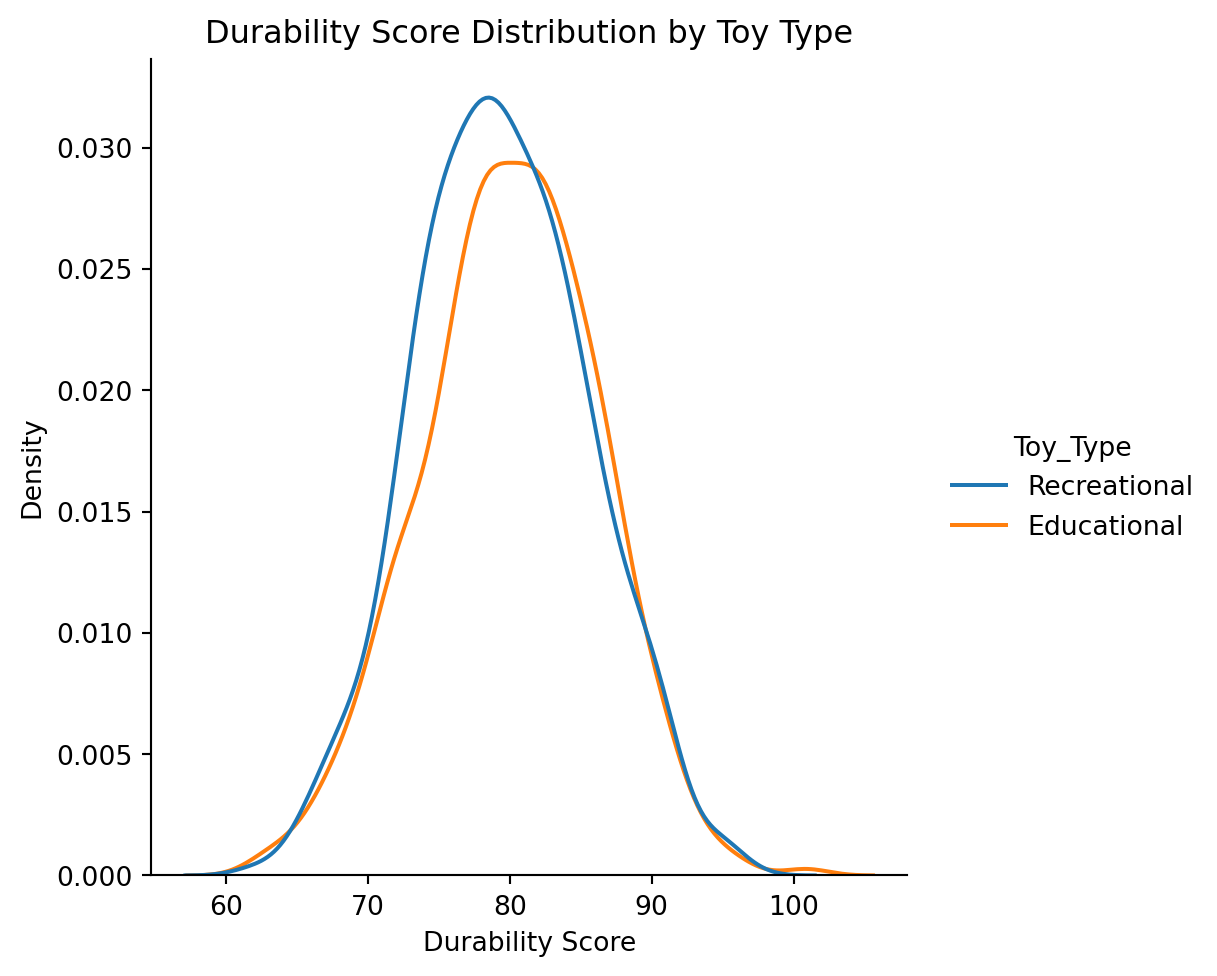 Durability Score Distribution by Toy Type
0.030
0.025
0.020
0.015
0.010
0.005
0.000
Density
60 70 80 90 100
Durability Score
Toy_Type
Recreational
Educational